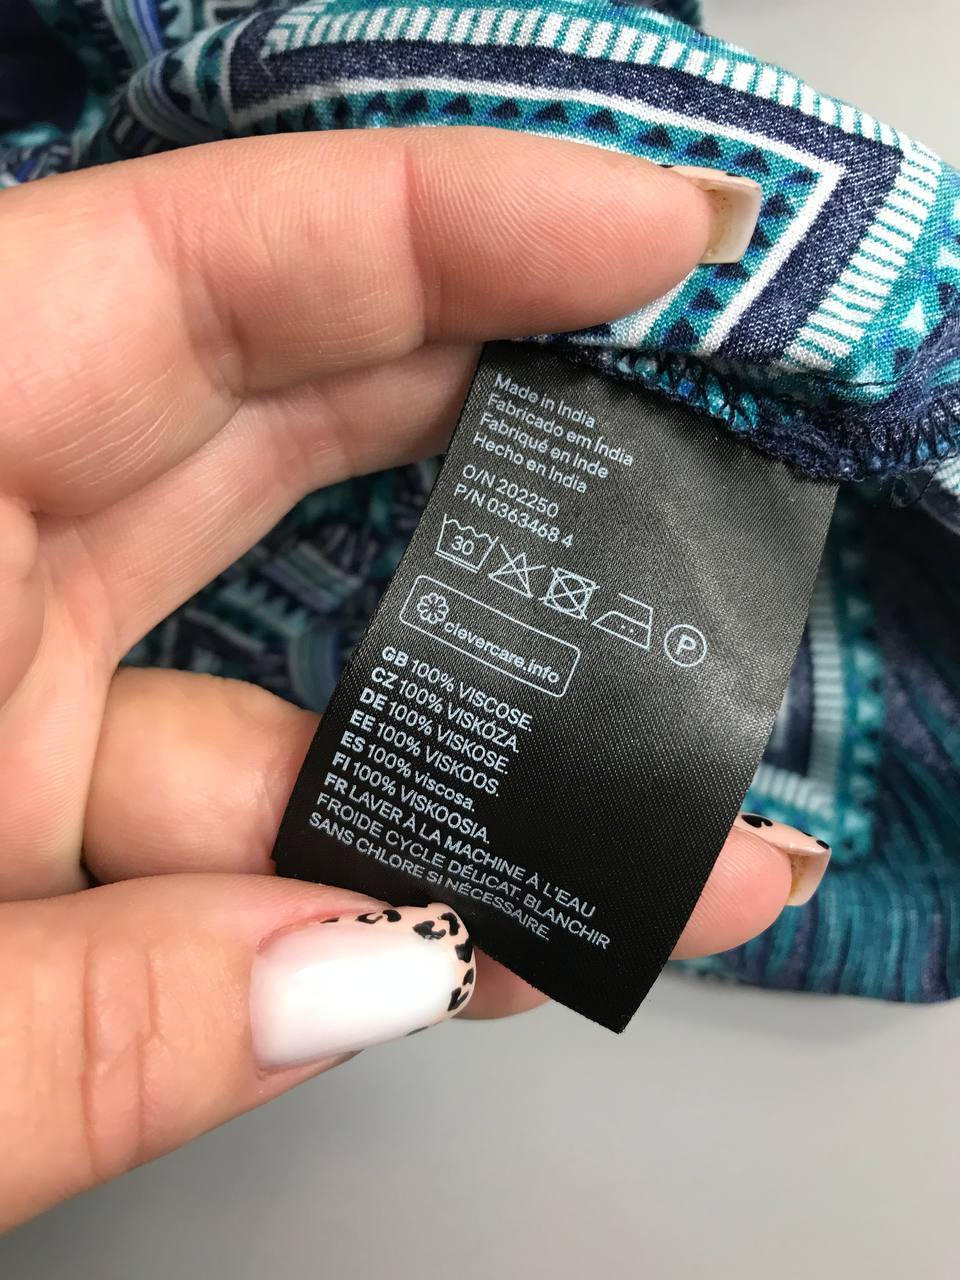 Made in India
Fabricado em Índia
Fabriqué en Inde
Hecho en India
O/N 202250
P/N 0363468 4
30
P
clevercare.info
GB 100% VISCOSE.
CZ 100% VISKÓZA.
DE 100% VISKOSE.
EE 100% VISKOOS.
ES 100% viscosa.
FI 100% VISKOOSIA.
FR LAVER À LA MACHINE À L'EAU
FROIDE CYCLE DÉLICAT. BLANCHIR
SANS CHLORE SI NÉCESSAIRE.